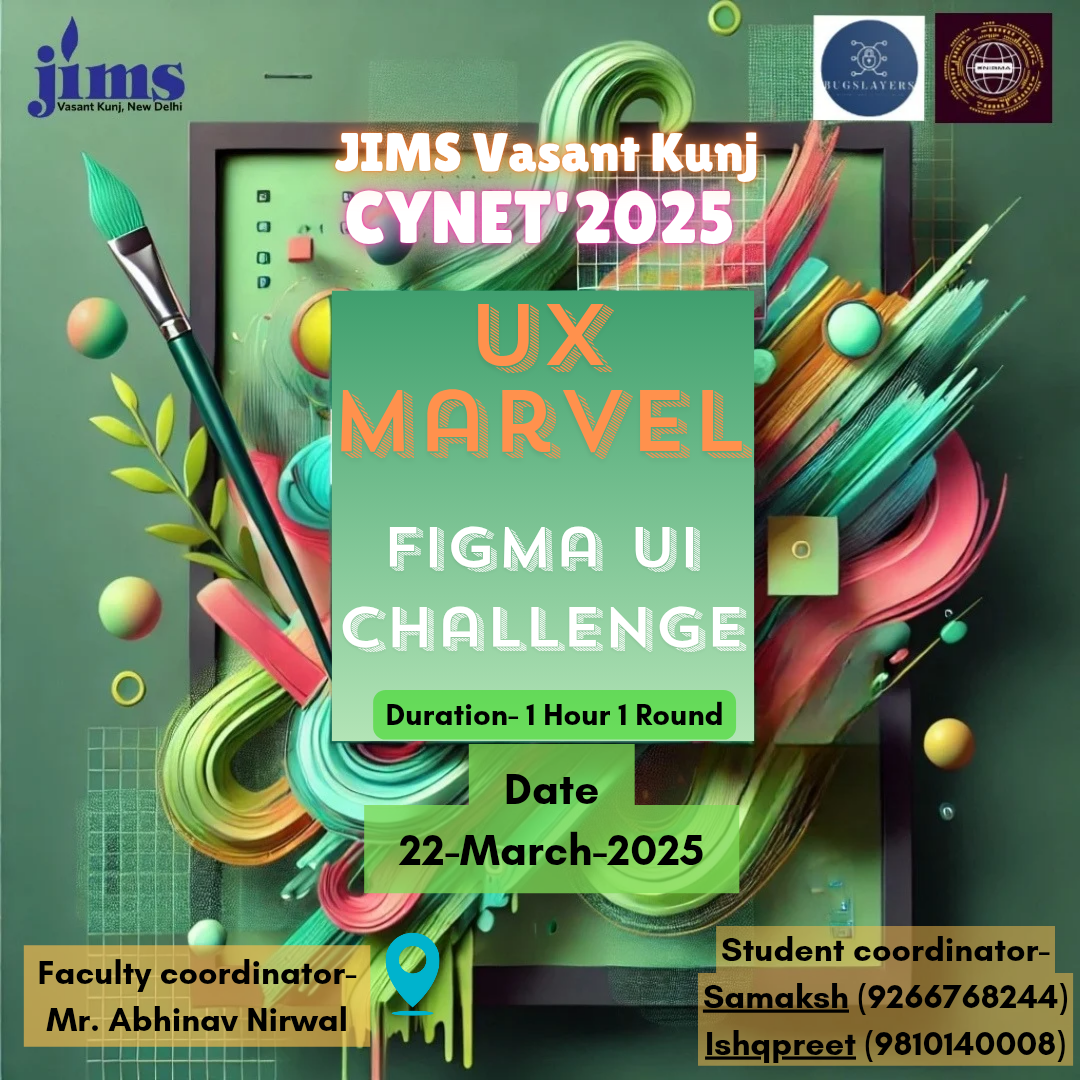 jims
Vasant Kunj, New Delhi
BUGSLAYERS
ENIGMA
JIMS Vasant Kunj
CYNET'2025
UX
MARVEL
FIGMA UI
CHALLENGE
Duration- 1 Hour 1 Round
Date
22-March-2025
Faculty coordinator-
Mr. Abhinav Nirwal
Student coordinator-
Samaksh (9266768244)
Ishqpreet (9810140008)